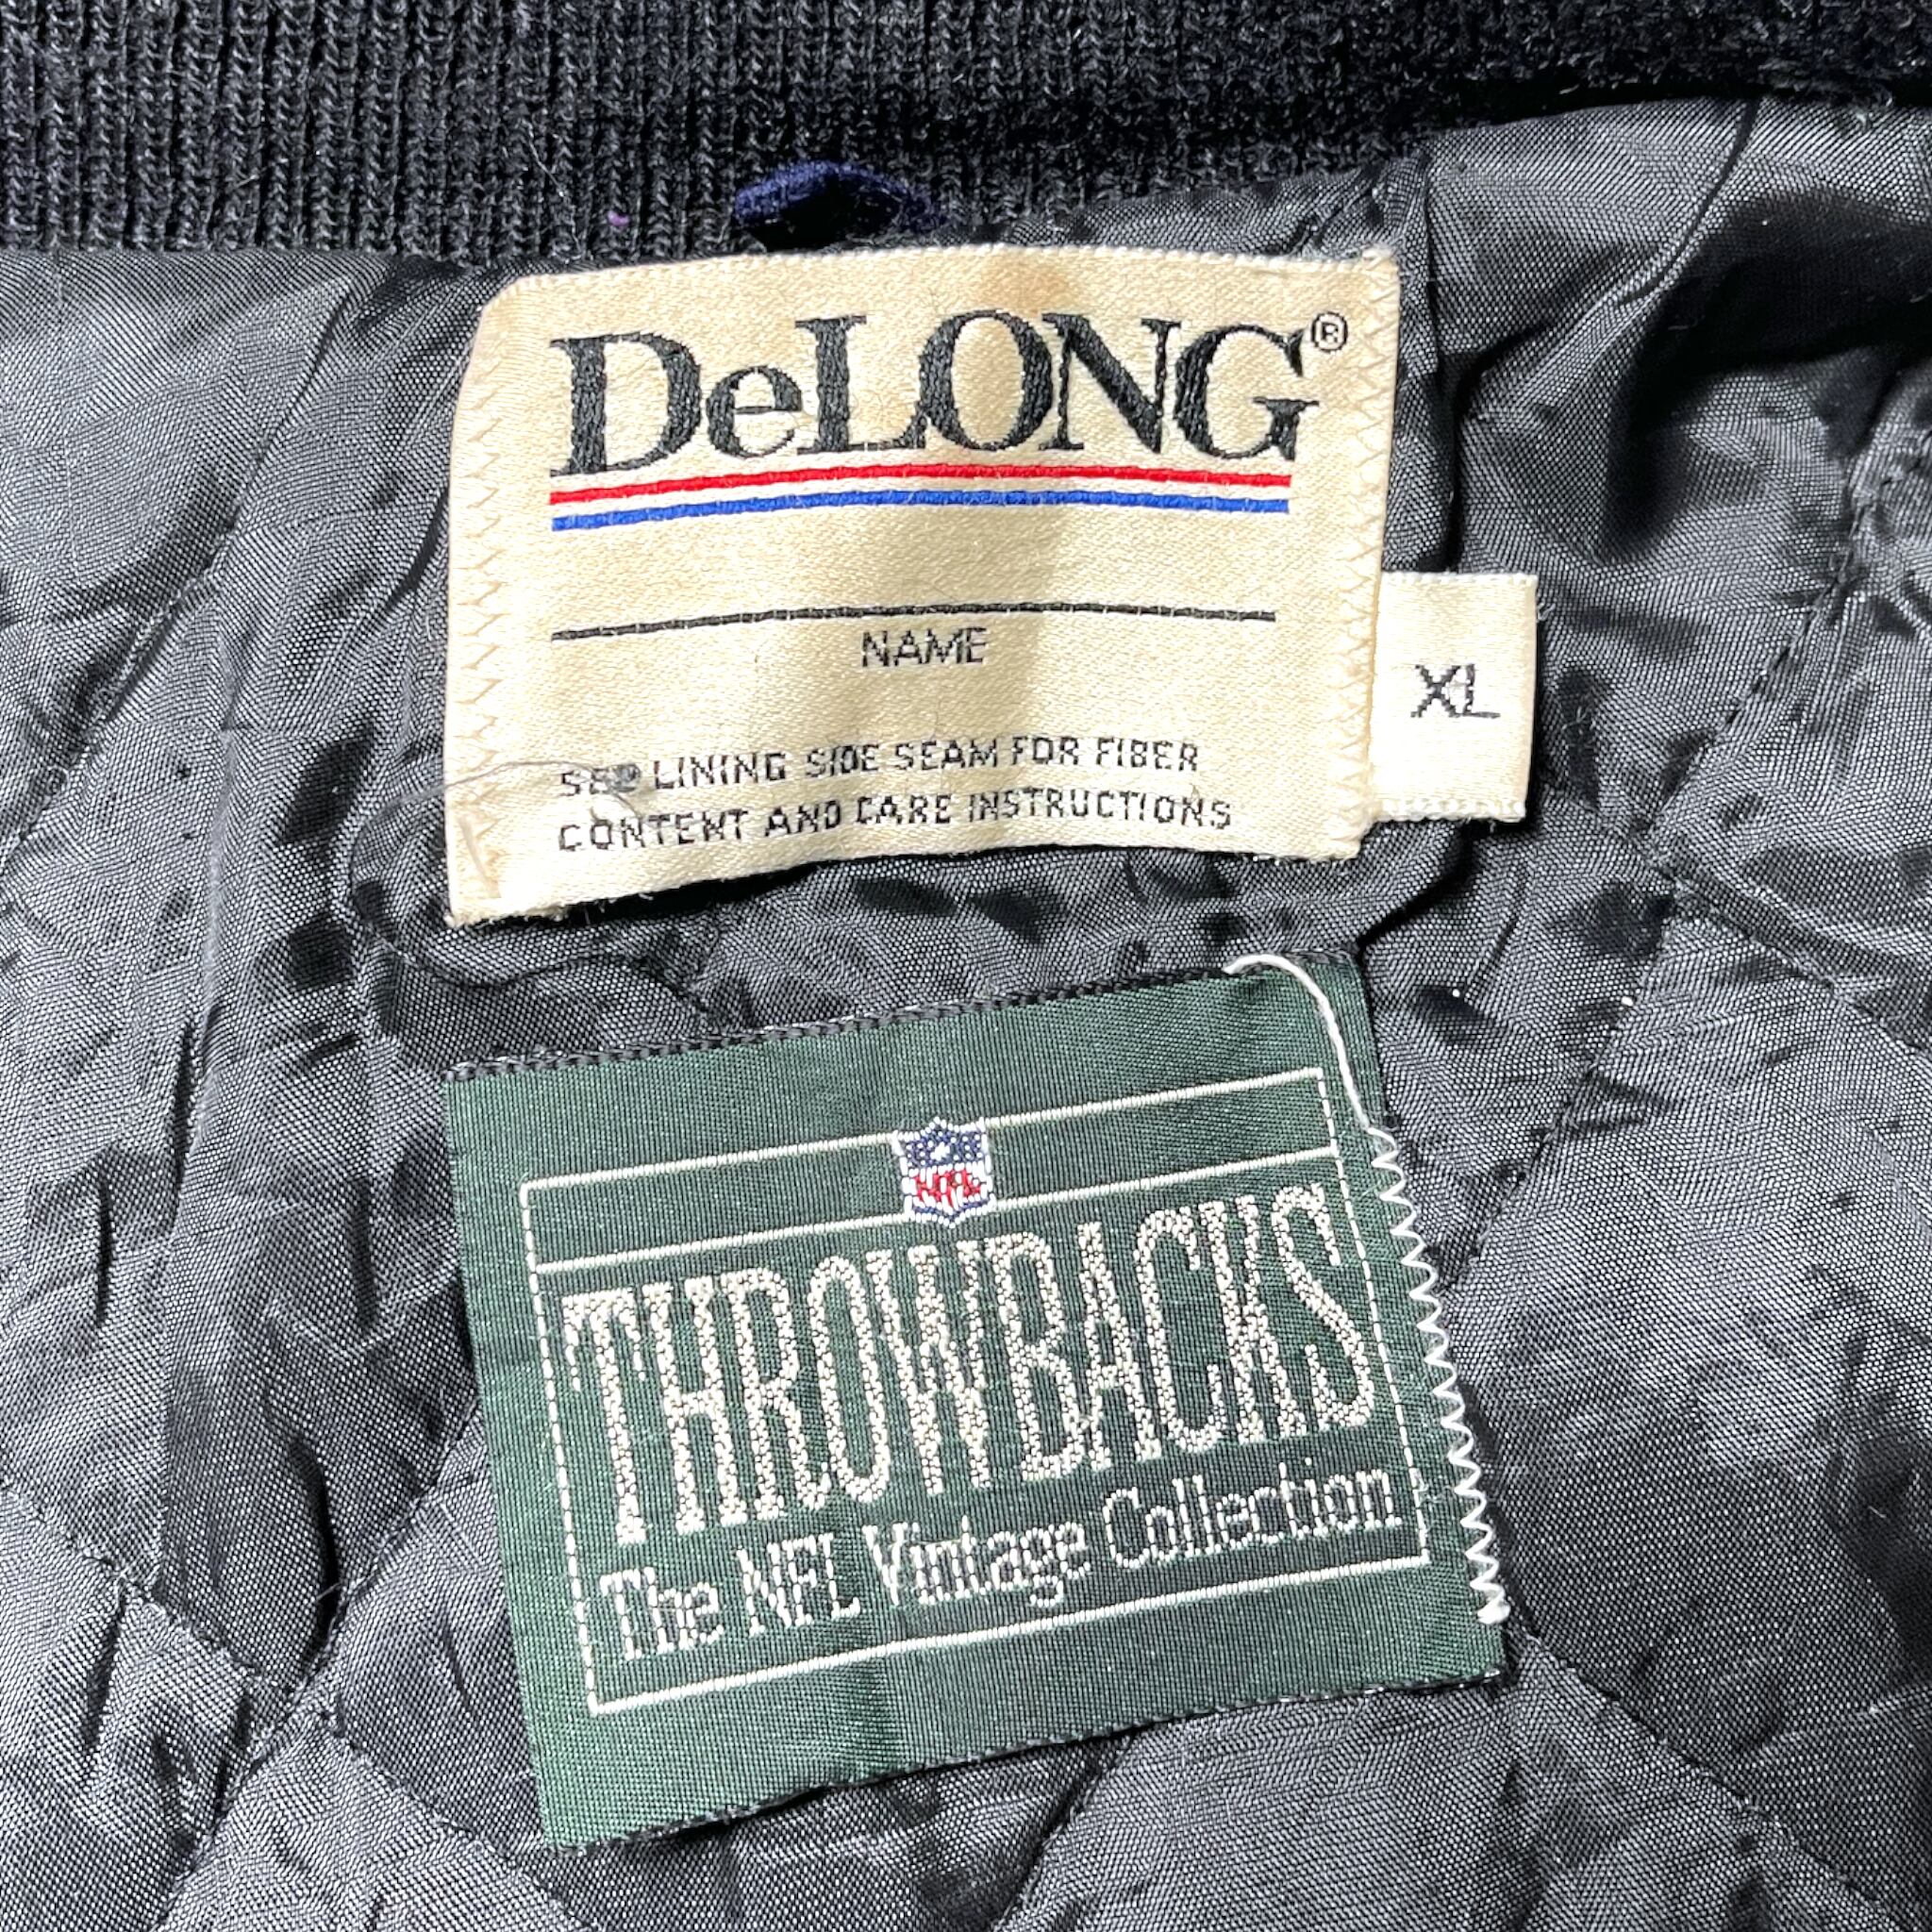 DeLONG®
NAME
XL
SEE LINING SIDE SEAM FOR FIBER
CONTENT AND CARE INSTRUCTIONS
NFL
THROWBACKS
The NFL Vintage Collection